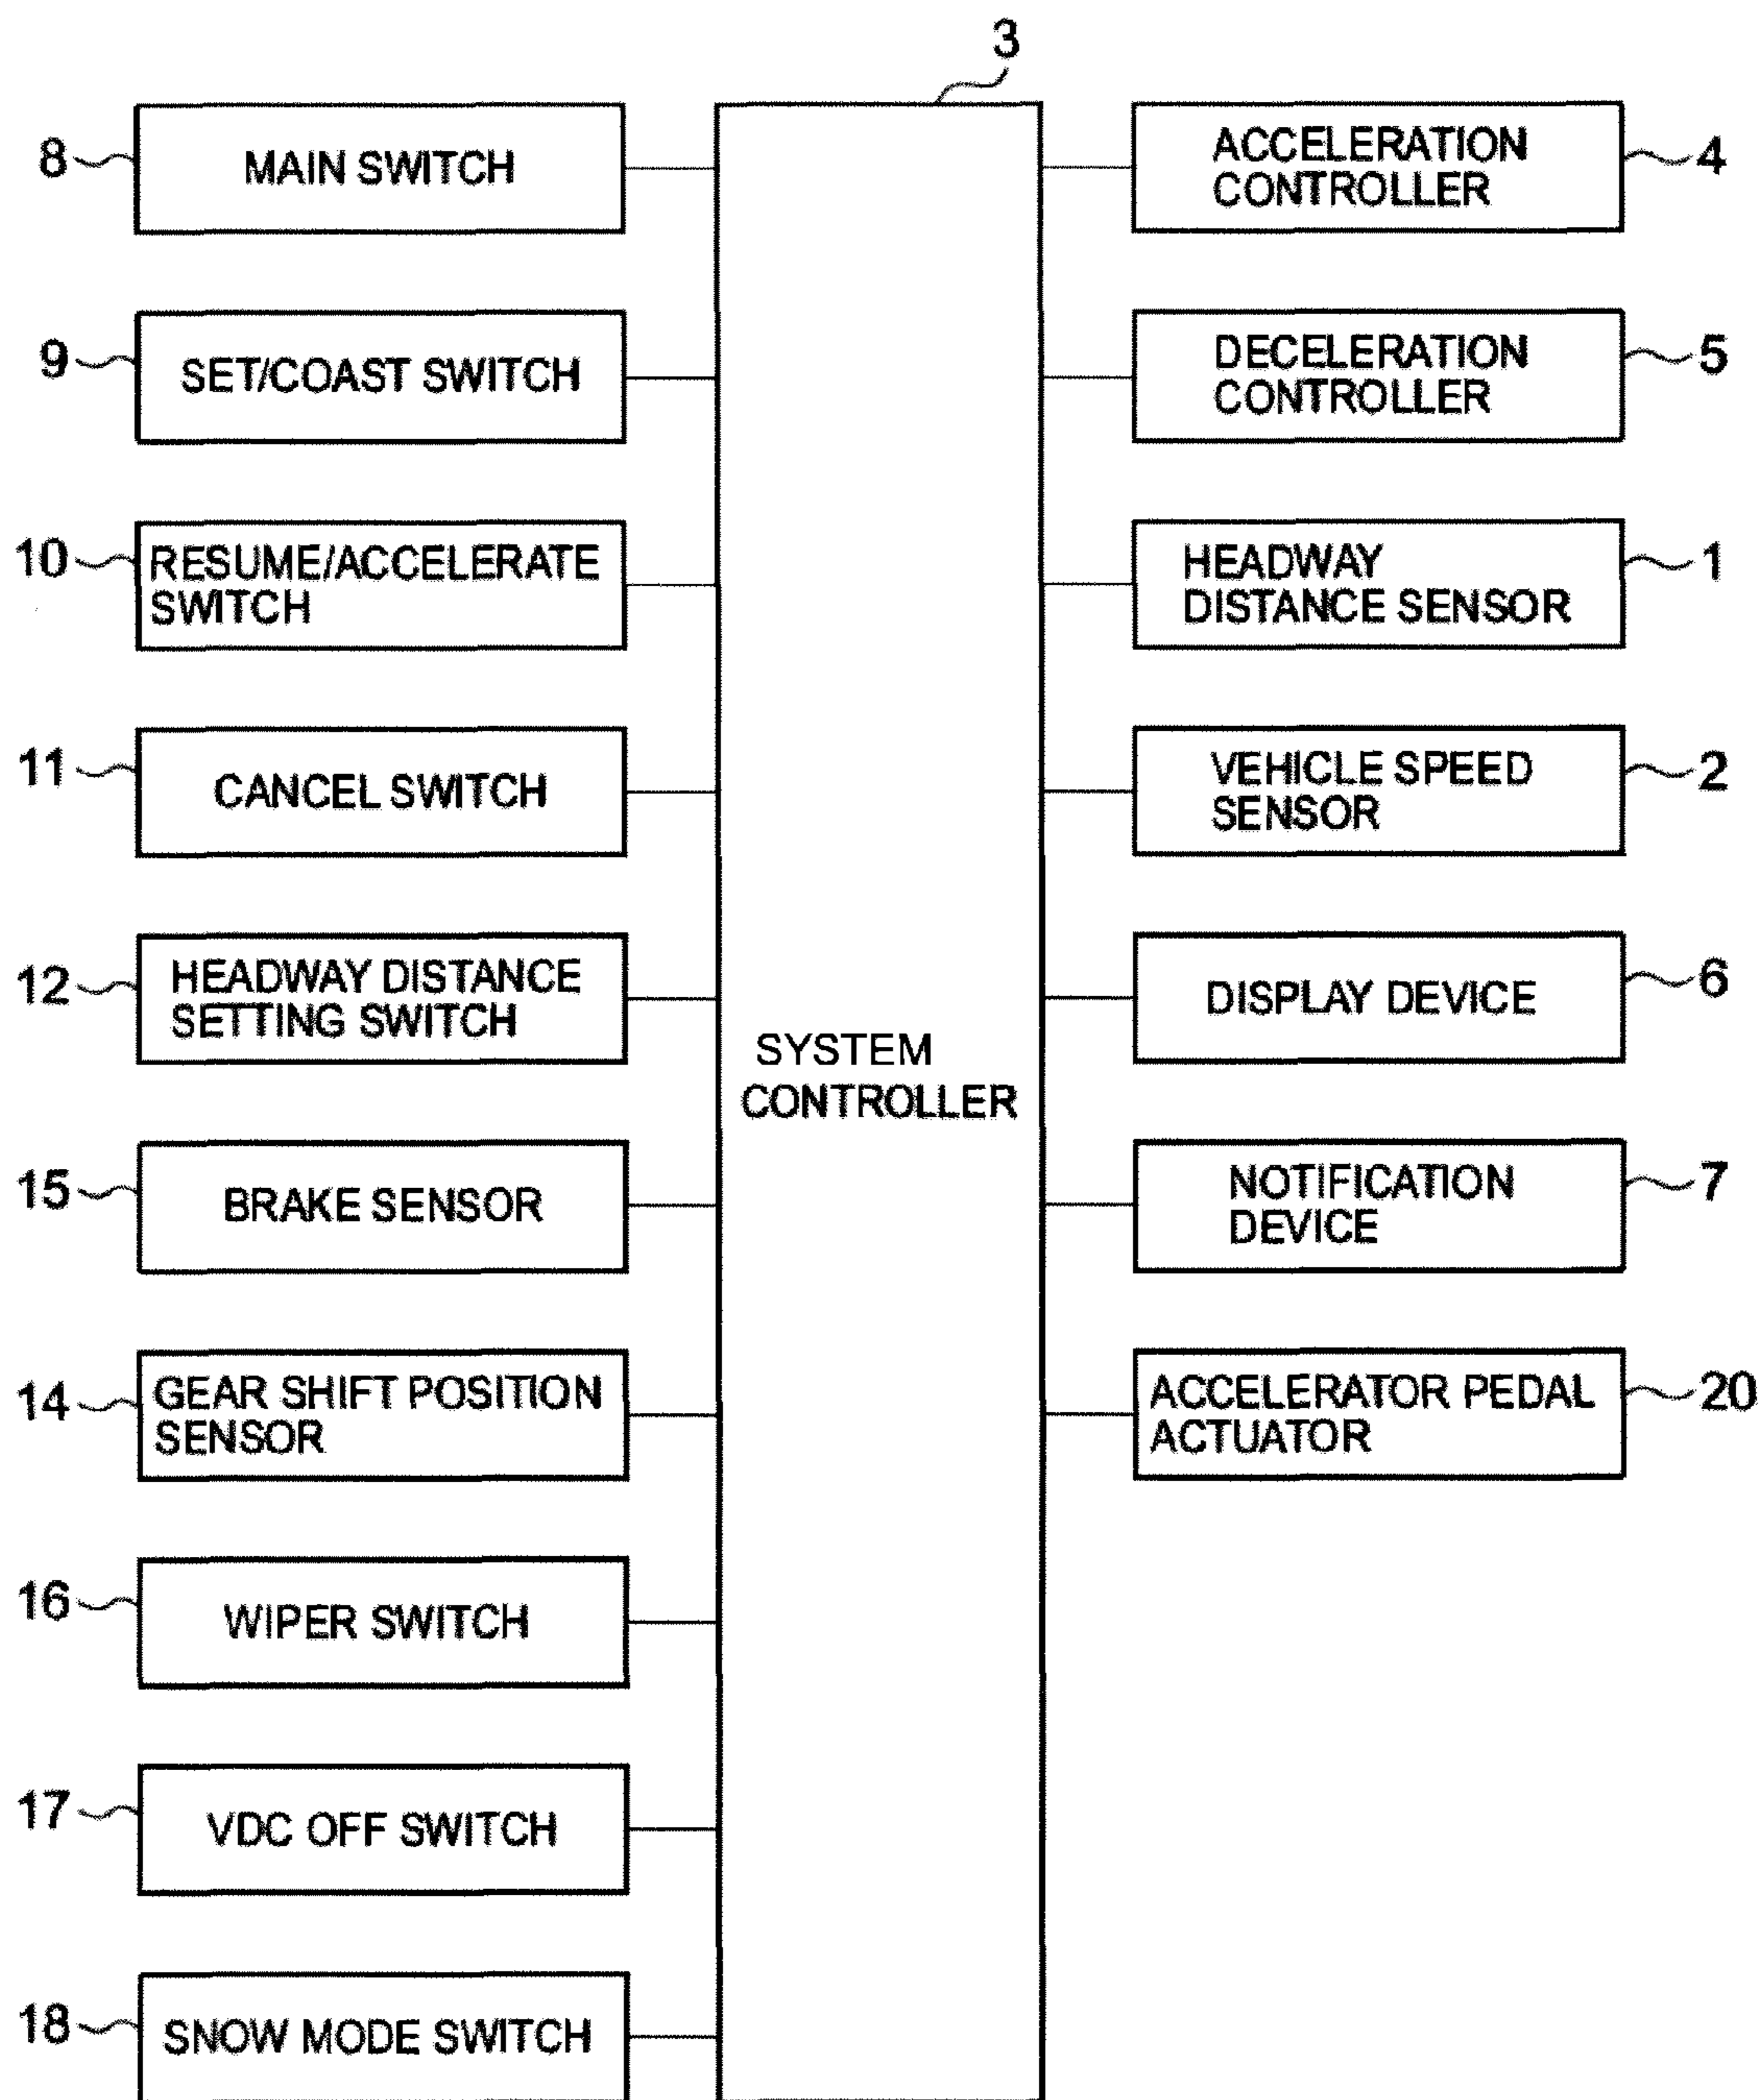 3
8
MAIN SWITCH
9
SET/COAST SWITCH
10
RESUME/ACCELERATE
SWITCH
11
CANCEL SWITCH
12
HEADWAY DISTANCE
SETTING SWITCH
15
BRAKE SENSOR
14
GEAR SHIFT POSITION
SENSOR
16
WIPER SWITCH
17
VDC OFF SWITCH
18
SNOW MODE SWITCH
SYSTEM
CONTROLLER
ACCELERATION
CONTROLLER
4
DECELERATION
CONTROLLER
5
HEADWAY
DISTANCE SENSOR
1
VEHICLE SPEED
SENSOR
2
DISPLAY DEVICE
6
NOTIFICATION
DEVICE
7
ACCELERATOR PEDAL
ACTUATOR
20